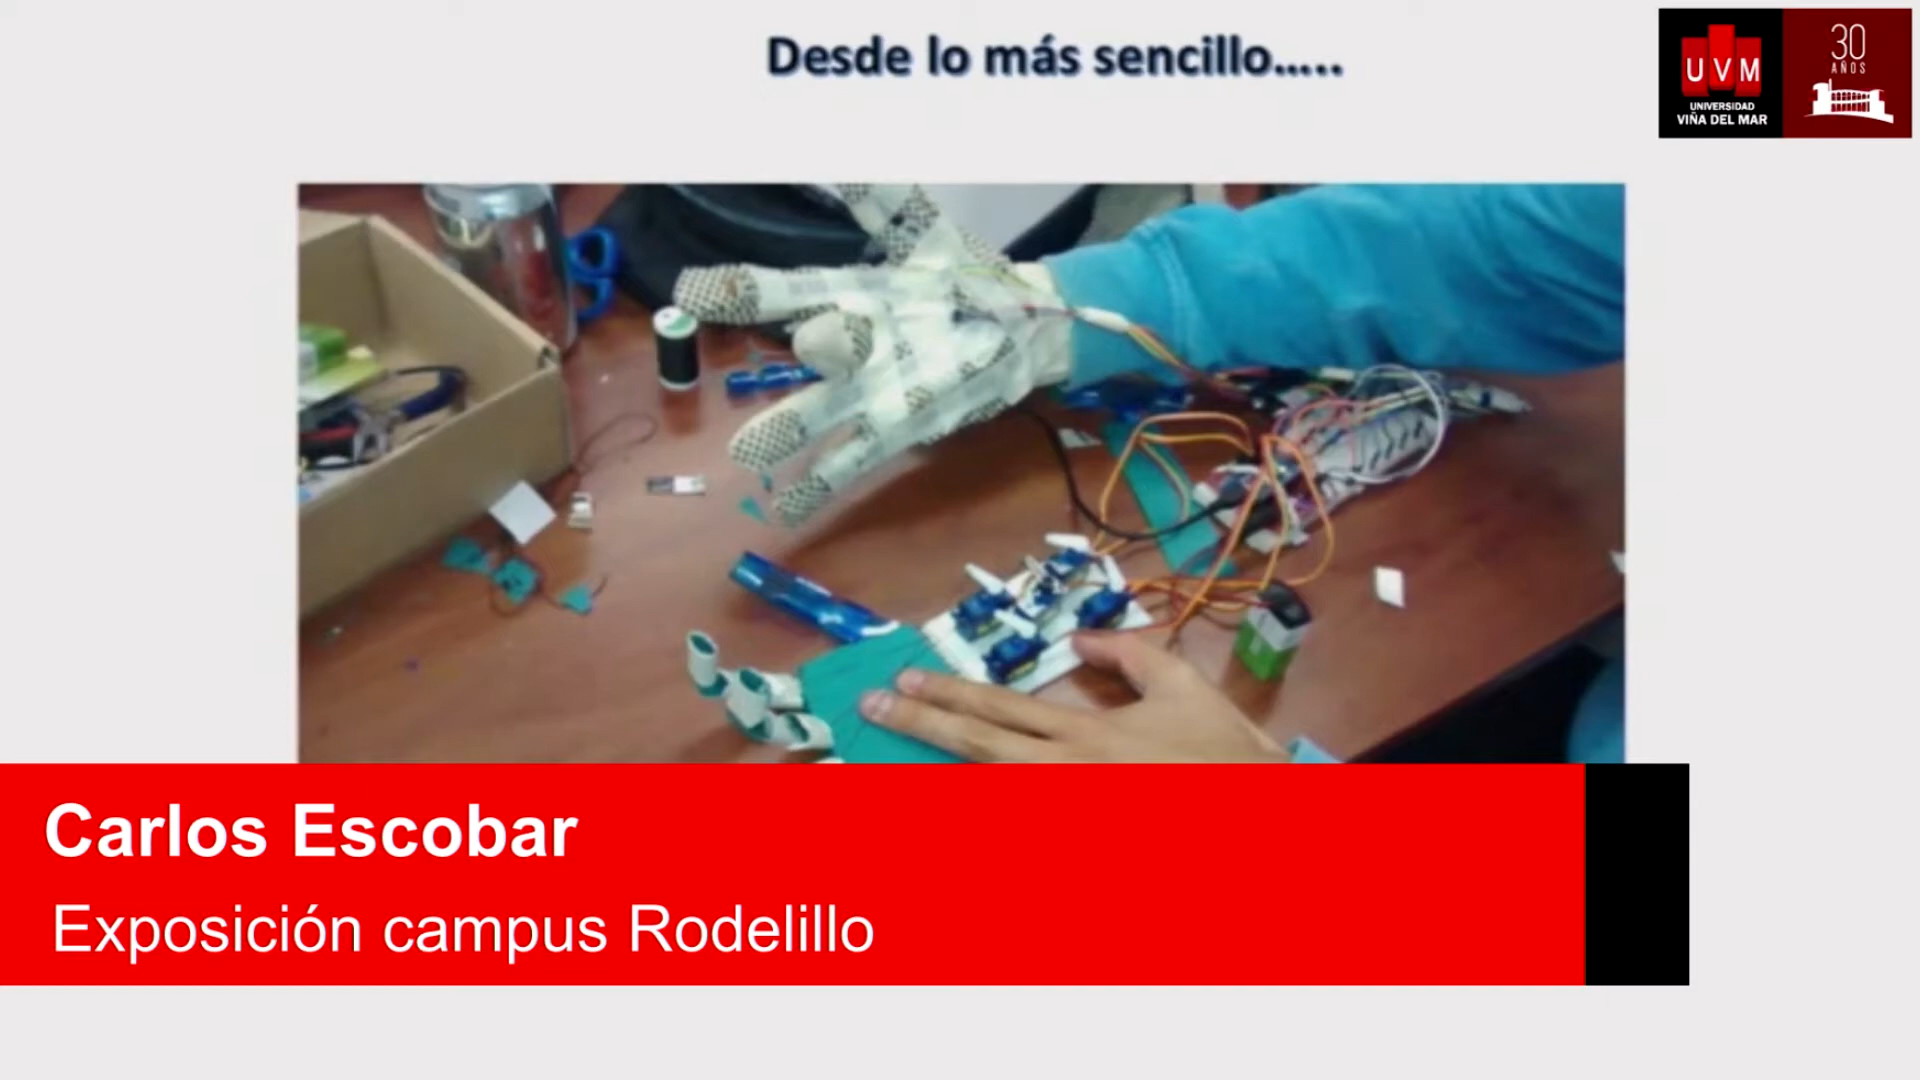 Desde lo más sencillo.....
UVM
UNIVERSIDAD
VIÑA DEL MAR
30
AÑOS
Carlos Escobar
Exposición campus Rodelillo